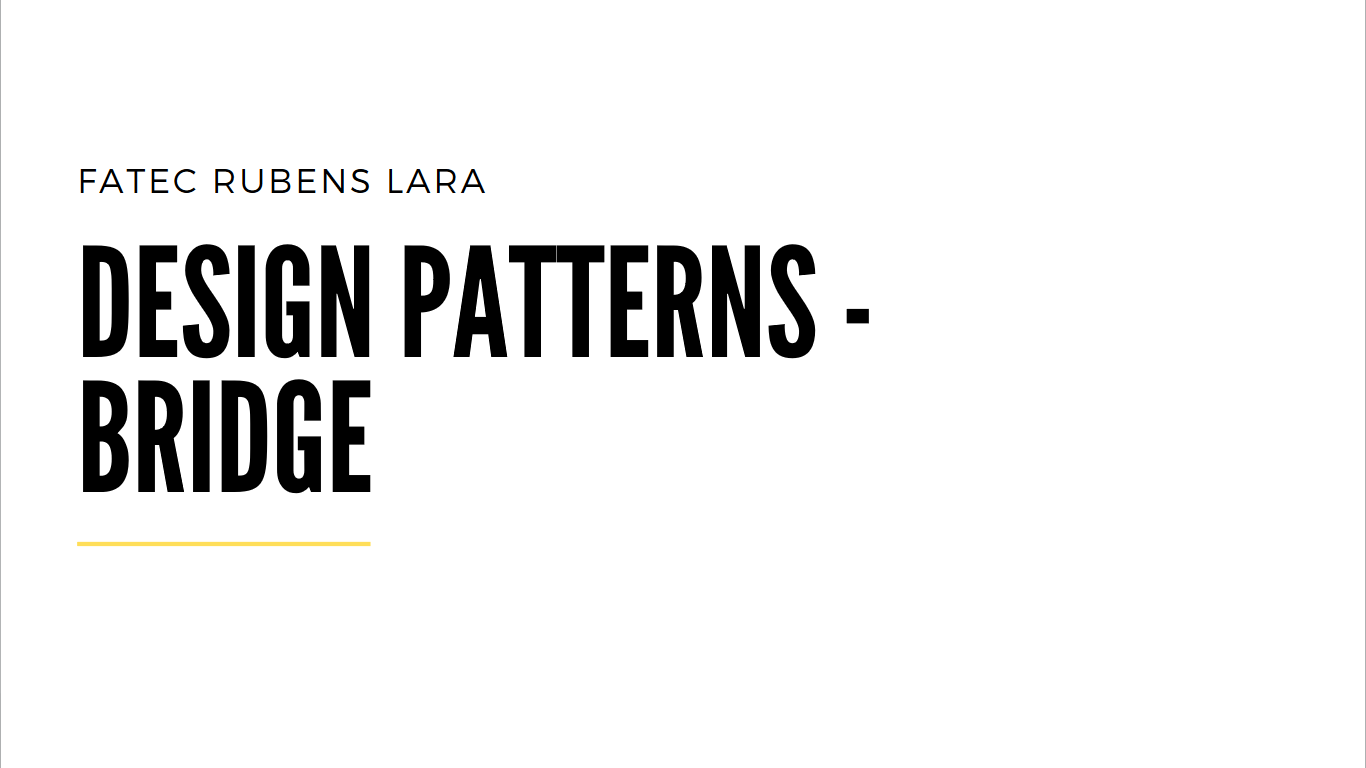 FATEC RUBENS LARA
DESIGN PATTERNS -
BRIDGE